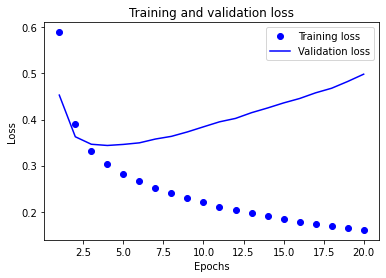 Training and validation loss
Training loss
Validation loss
0.6
0.5
0.4
0.3
0.2
Loss
2.5 5.0 7.5 10.0 12.5 15.0 17.5 20.0
Epochs